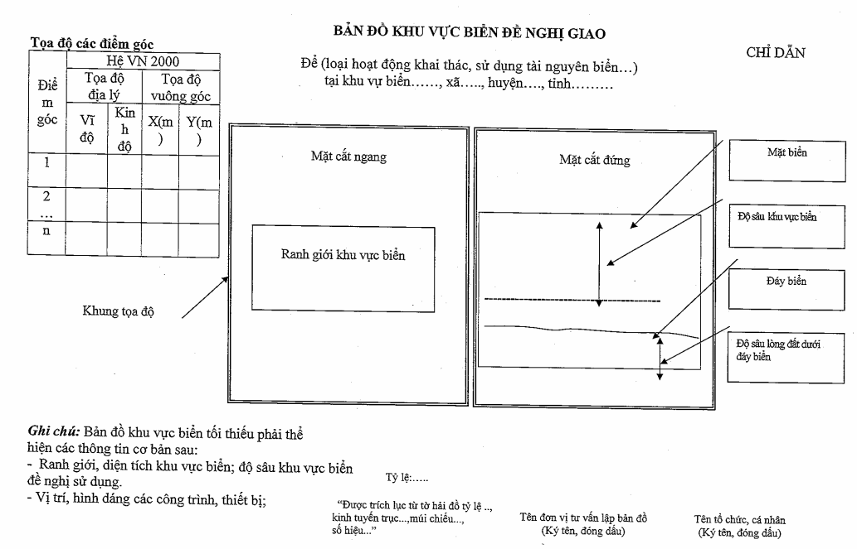 BẢN ĐỒ KHU VỰC BIỂN ĐỀ NGHỊ GIAO
Để (loại hoạt động khai thác, sử dụng tài nguyên biển…)
tại khu vự biển……, xã….., huyện…., tỉnh………
CHỈ DẪN
Tọa độ các điểm góc
Điể
m
góc
Hệ VN 2000
Tọa độ
địa lý
Tọa độ
vuông góc
Vĩ
độ
Kin
h
độ
X(m
)
Y(m
)
1
2
…
n
Khung tọa độ
Mặt cắt ngang
Ranh giới khu vực biển
Mặt cắt đứng
Mặt biển
Độ sâu khu vực biển
Đáy biển
Độ sâu lòng đất dưới
đáy biển
Ghi chú: Bản đồ khu vực biển tối thiếu phải thể
hiện các thông tin cơ bản sau:
- Ranh giới, diện tích khu vực biển; độ sâu khu vực biển
đề nghị sử dụng.
- Vị trí, hình dáng các công trình, thiết bị;
Tỷ lệ:…..
“Được trích lục từ tờ hải đồ tỷ lệ ..,
kinh tuyến trục...,múi chiếu...,
số hiệu...”
Tên đơn vị tư vấn lập bản đồ
(Ký tên, đóng dấu)
Tên tổ chức, cá nhân
(Ký tên, đóng dấu)